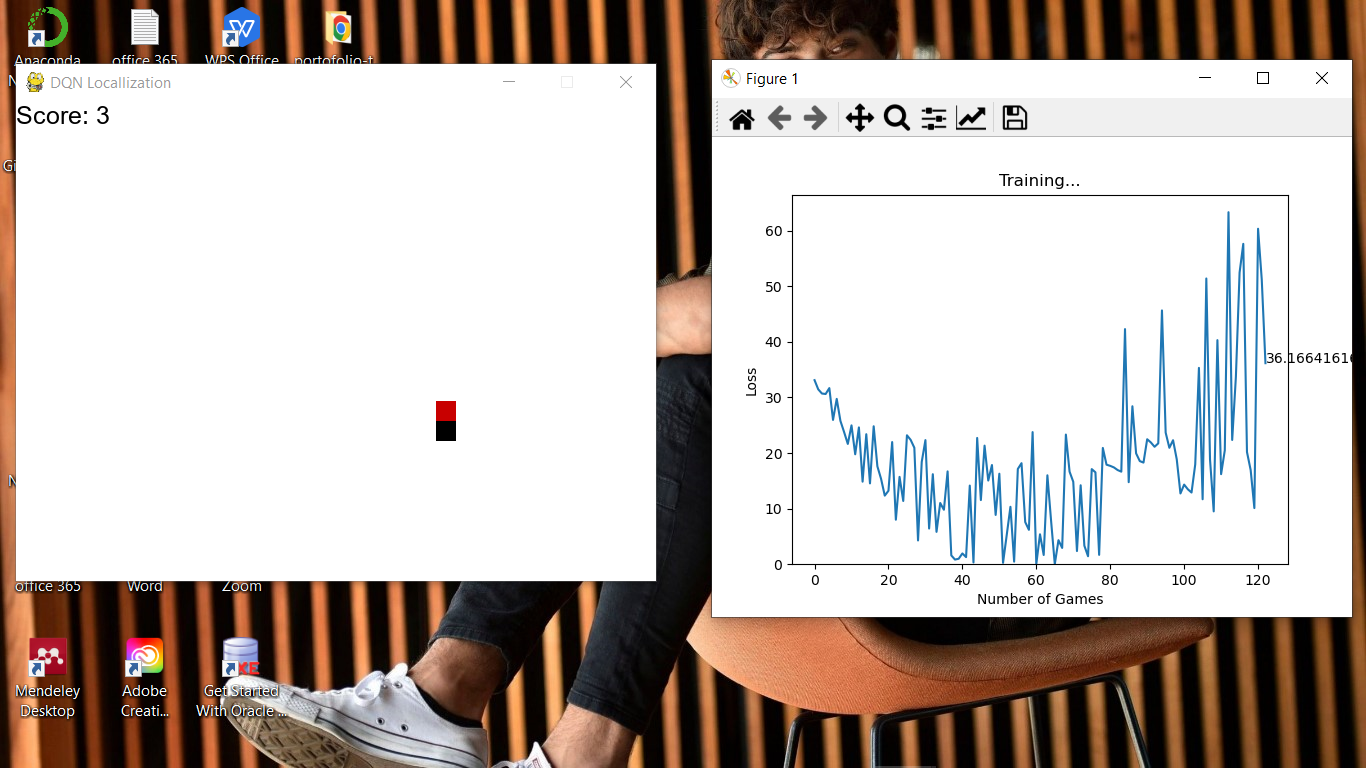 Anaconda
office 365
WPS Office
portofolio-t
DQN Locallization
Score: 3
Figure 1
Training...
60
50
40
30
20
10
0
Loss
36.16641616
0
20
40
60
80
100
120
Number of Games
office 365
Word
Zoom
Mendeley
Desktop
Adobe
Creati...
Get Started
With Oracle ...